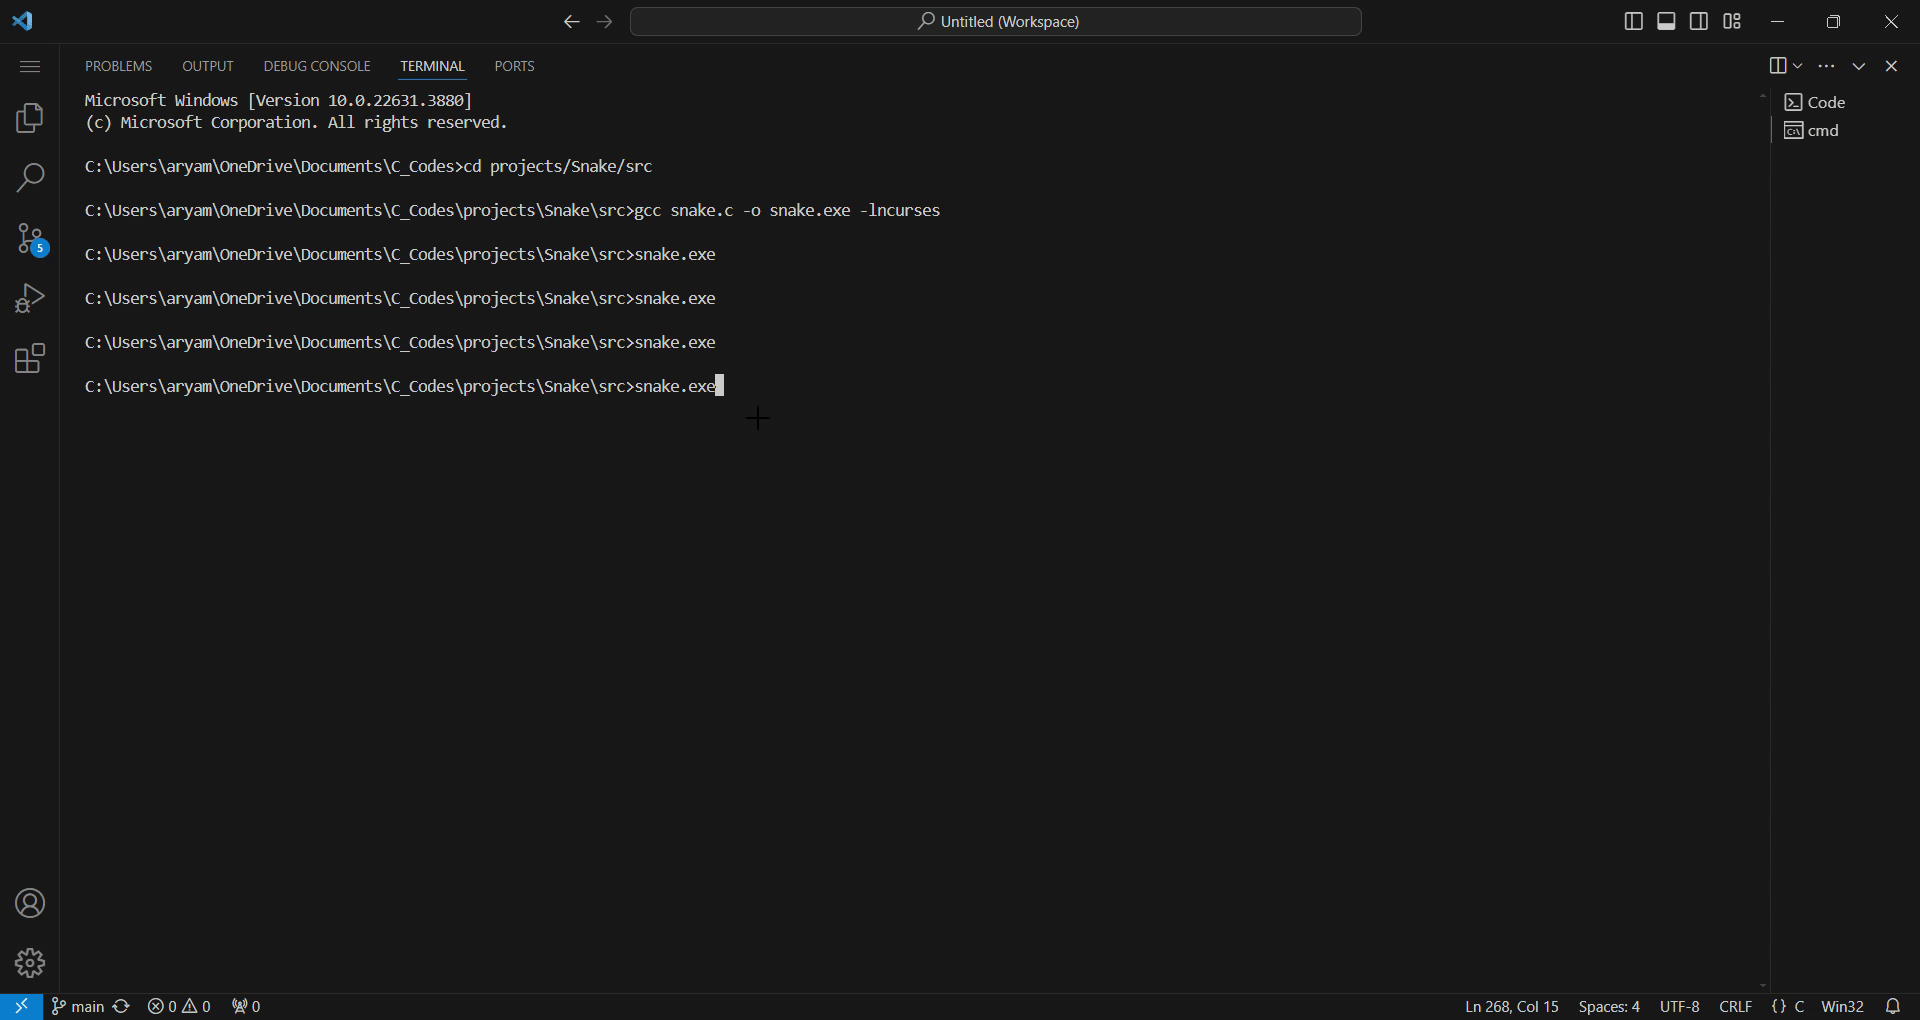 Untitled (Workspace)
PROBLEMS OUTPUT DEBUG CONSOLE TERMINAL PORTS
Microsoft Windows [Version 10.0.22631.3880]
(c) Microsoft Corporation. All rights reserved.
C:\Users\aryam\OneDrive\Documents\C_Codes>cd projects/Snake/src
C:\Users\aryam\OneDrive\Documents\C_Codes\projects\Snake\src>gcc snake.c -o snake.exe -lncurses
C:\Users\aryam\OneDrive\Documents\C_Codes\projects\Snake\src>snake.exe
C:\Users\aryam\OneDrive\Documents\C_Codes\projects\Snake\src>snake.exe
C:\Users\aryam\OneDrive\Documents\C_Codes\projects\Snake\src>snake.exe
C:\Users\aryam\OneDrive\Documents\C_Codes\projects\Snake\src>snake.exe
Code
cmd
5
main 0 0 0 Ln 268, Col 15 Spaces: 4 UTF-8 CRLF {} C Win32